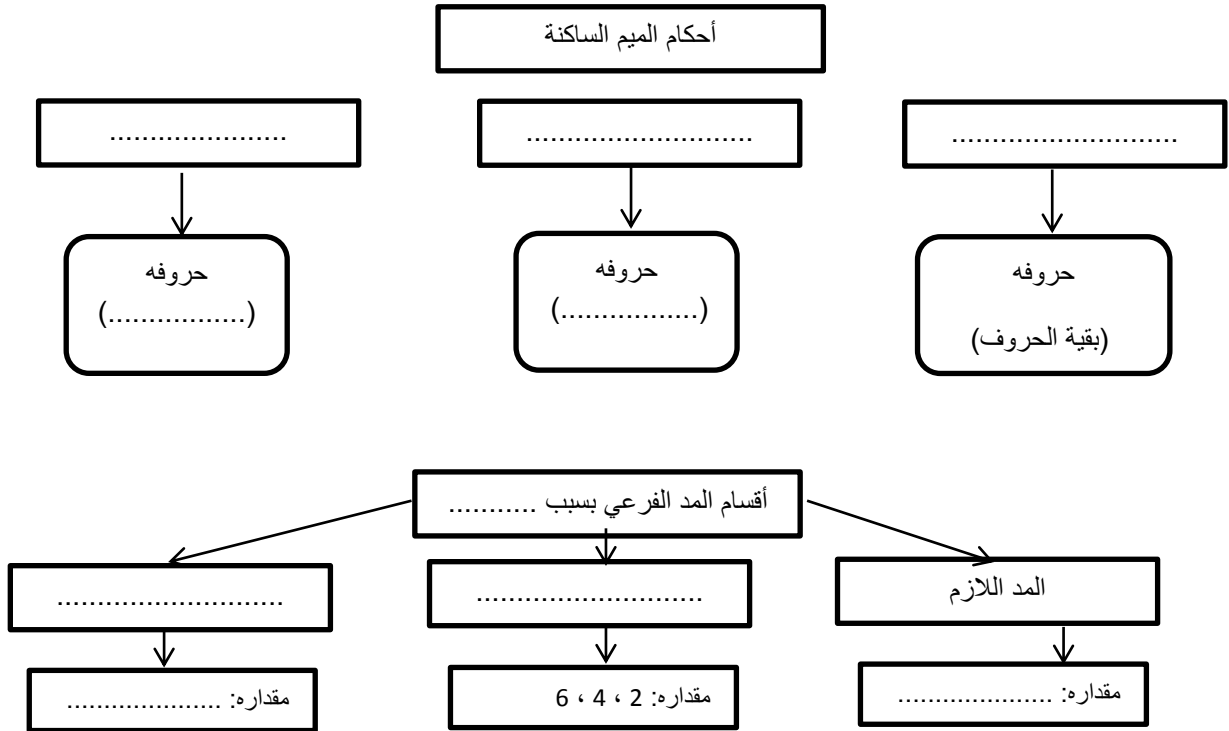 أحكام الميم الساكنة
............................
............................
......................
حروفه
(بقية الحروف)
حروفه
(.................)
حروفه
(.................)
أقسام المد الفرعي بسبب ...........
المد اللازم
............................
............................
مقداره: .....................
مقداره: 2 ، 4 ، 6
مقداره: .....................